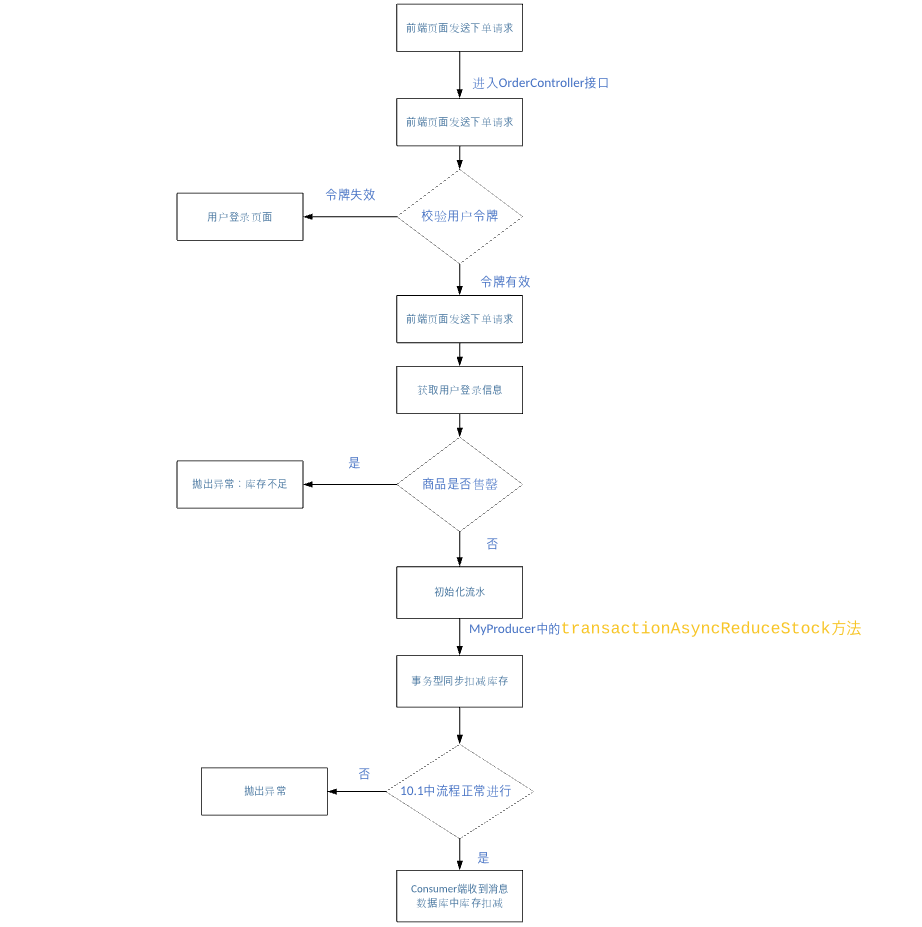 前端页面发送下单请求
进入OrderController接口
前端页面发送下单请求
令牌失效
用户登录页面
校验用户令牌
令牌有效
前端页面发送下单请求
获取用户登录信息
是
抛出异常：库存不足
商品是否售罄
否
初始化流水
MyProducer中的transactionAsyncReduceStock方法
事务型同步扣减库存
否
抛出异常
10.1中流程正常进行
是
Consumer端收到消息
数据库中库存扣减